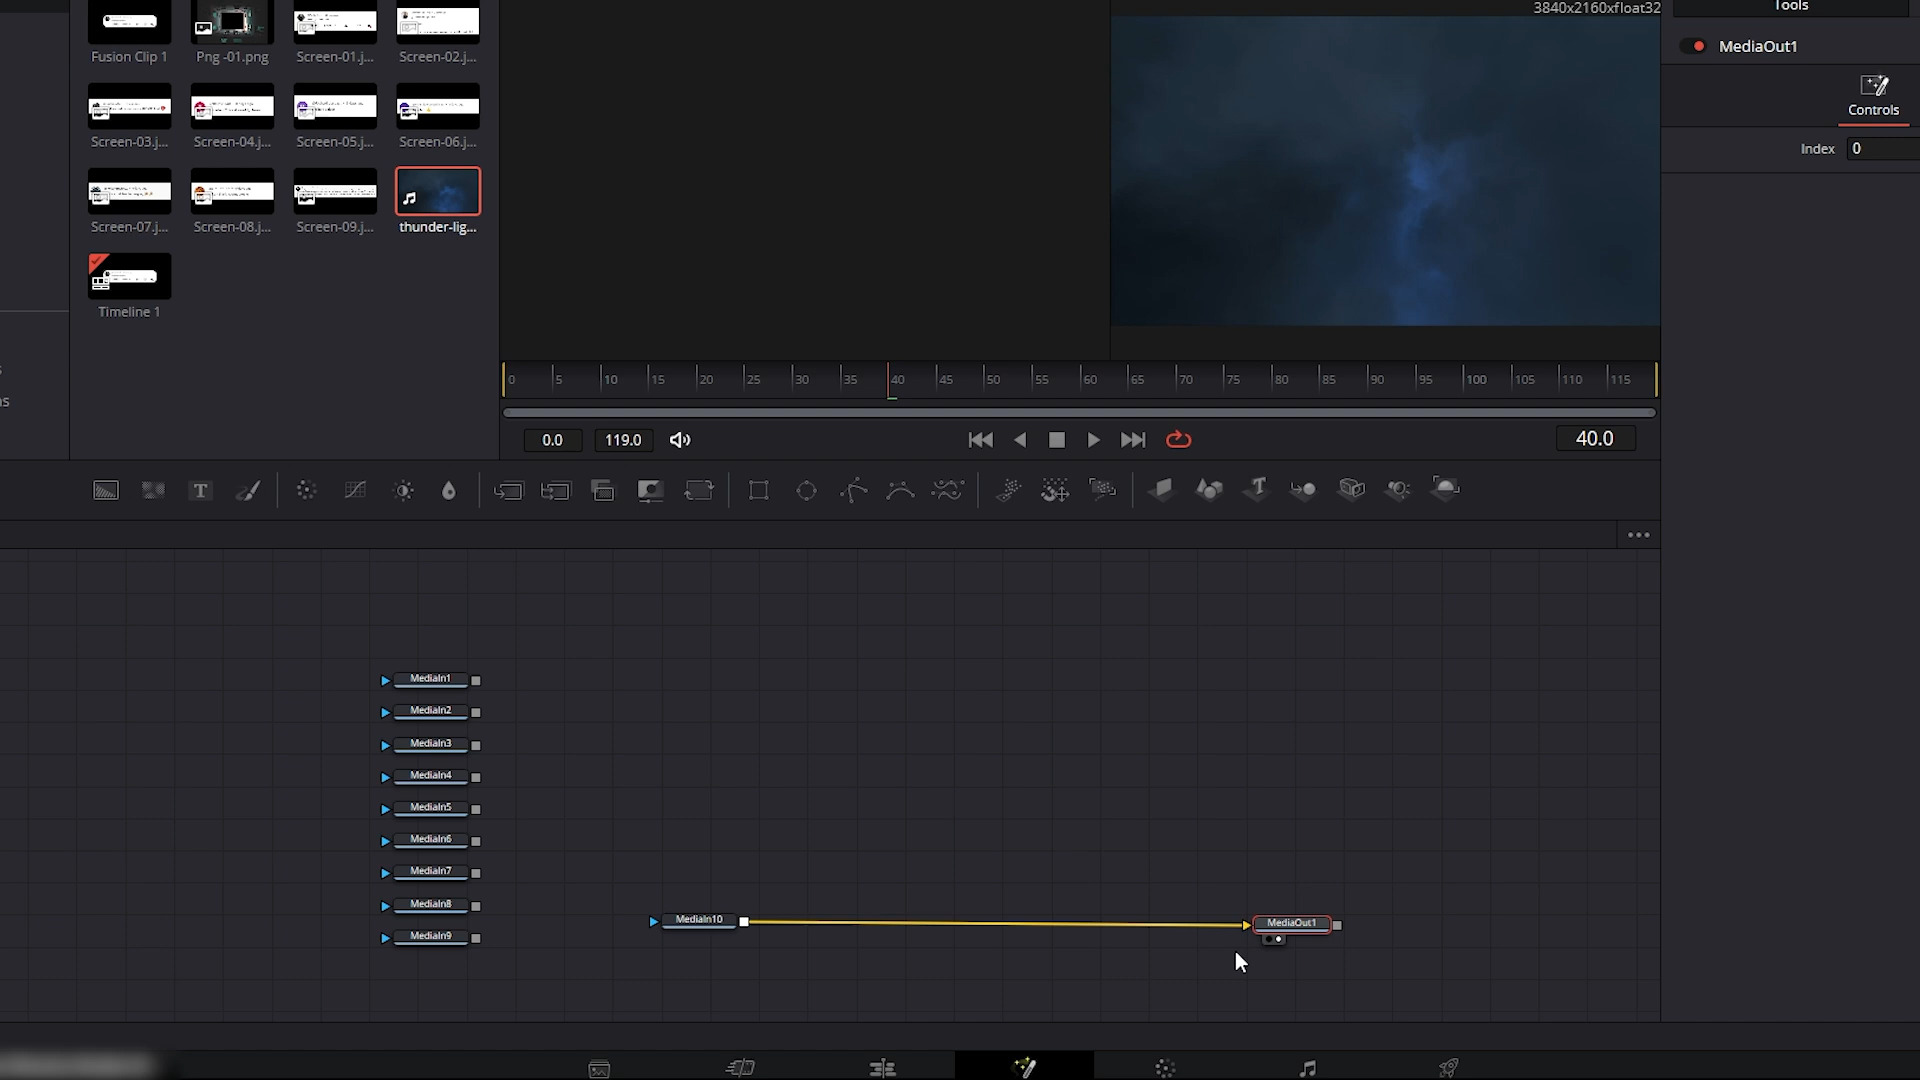 3840x2160xfloat32
Tools
MediaOut1
Controls
Index 0
Fusion Clip 1
Png -01.png
Screen-01.j...
Screen-02.j...
Screen-03.j...
Screen-04.j...
Screen-05.j...
Screen-06.j...
Screen-07.j...
Screen-08.j...
Screen-09.j...
thunder-lig...
Timeline 1
0 5 10 15 20 25 30 35 40 45 50 55 60 65 70 75 80 85 90 95 100 105 110 115
0.0
119.0
40.0
T
T
MediaIn1
MediaIn2
MediaIn3
MediaIn4
MediaIn5
MediaIn6
MediaIn7
MediaIn8
MediaIn9
MediaIn10
MediaOut1